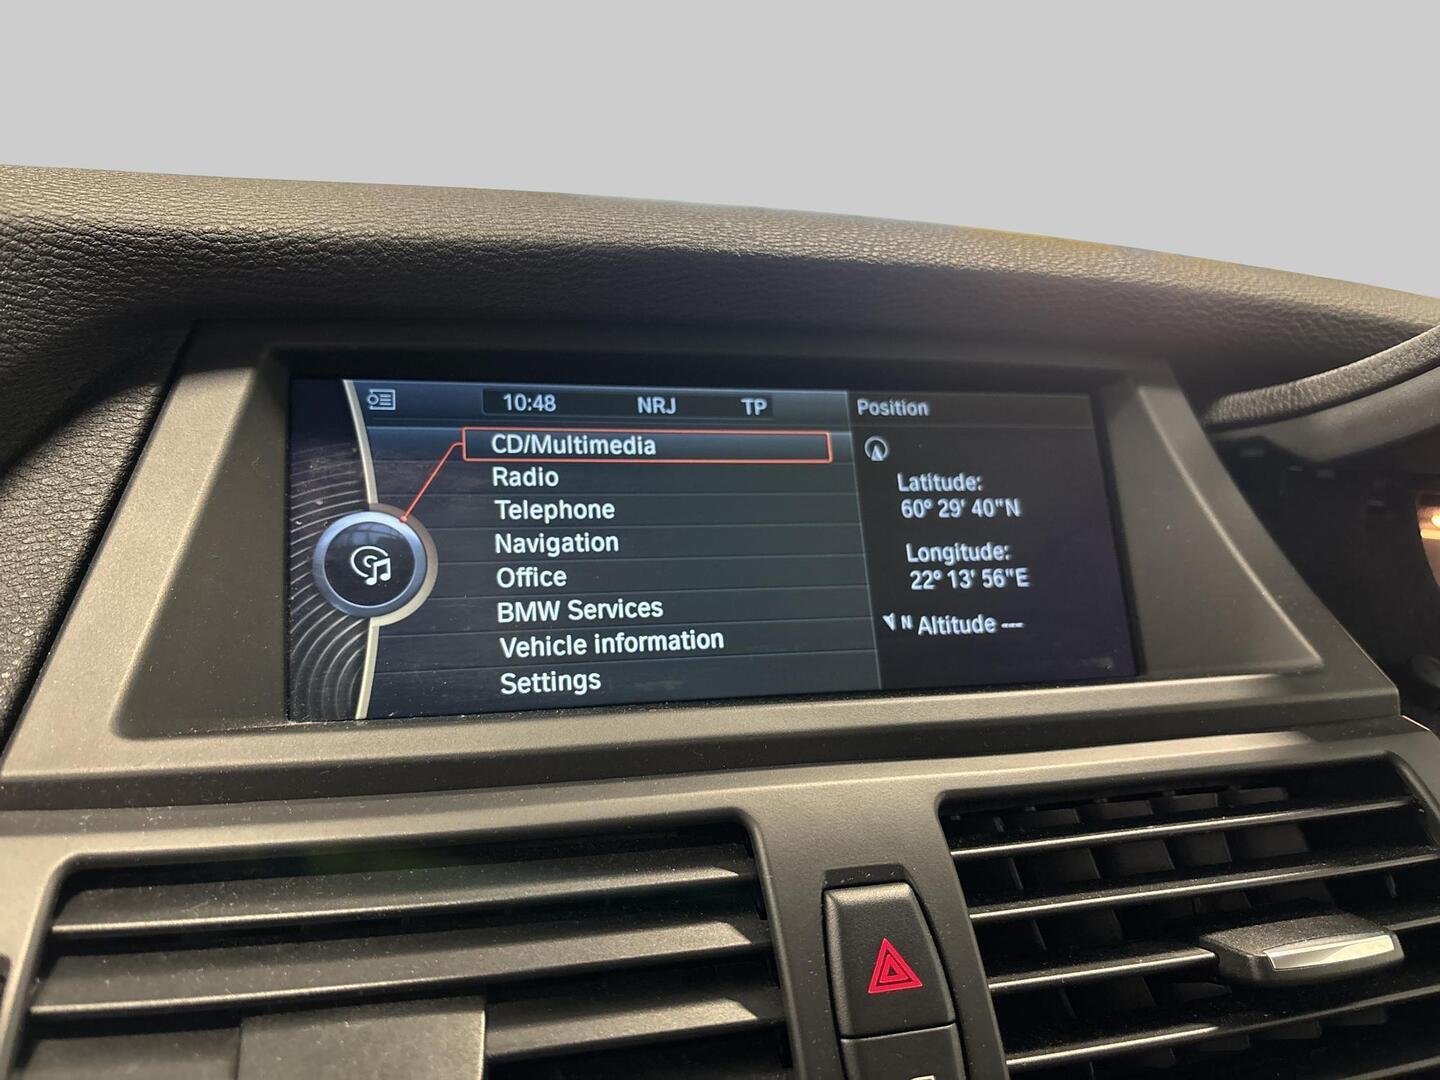 10:48 NRJ TP
CD/Multimedia
Radio
Telephone
Navigation
Office
BMW Services
Vehicle information
Settings
Position
Latitude:
60° 29' 40"N
Longitude:
22° 13' 56"E
N Altitude ---